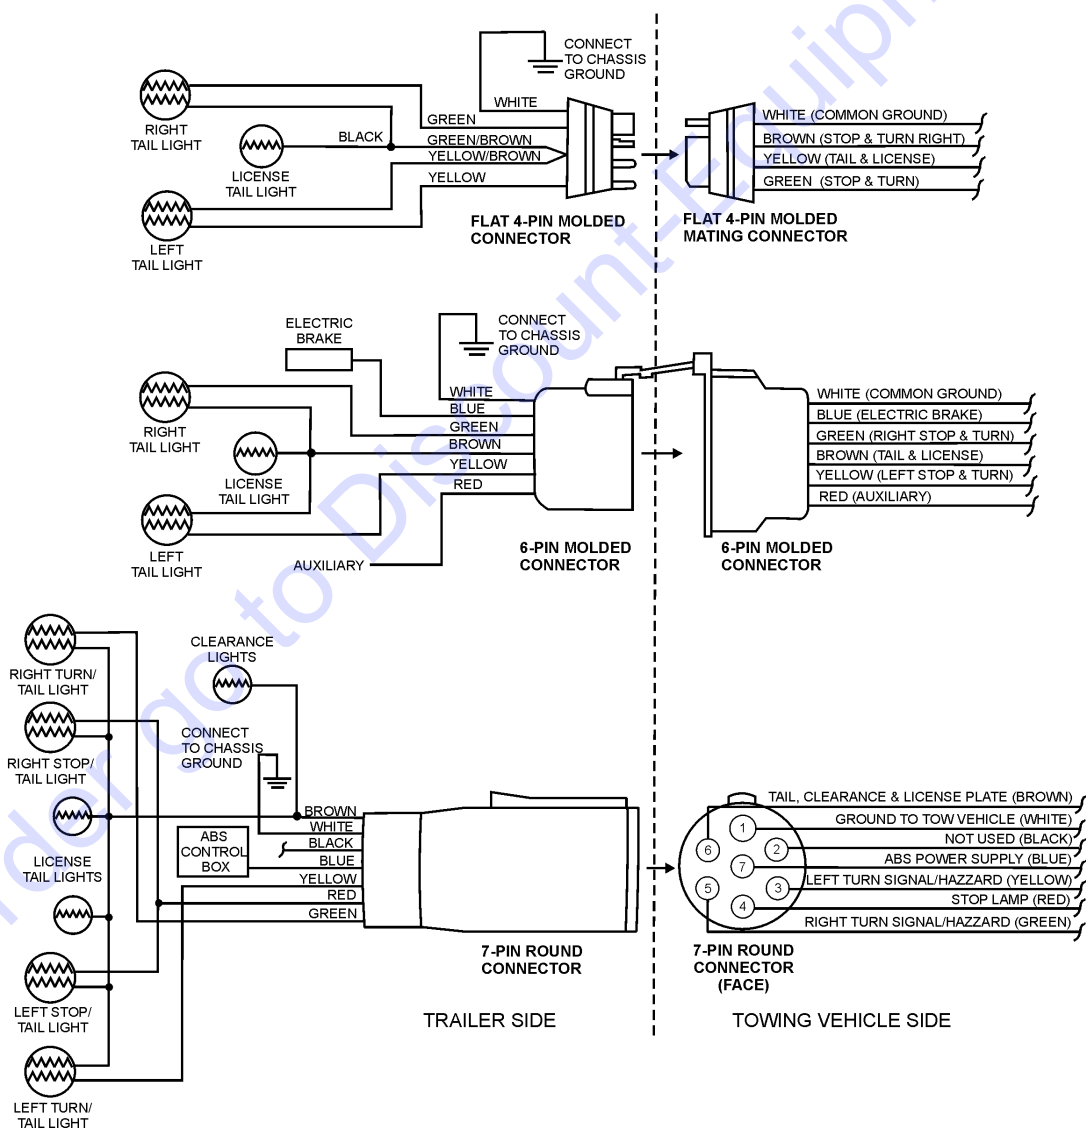 CONNECT
TO CHASSIS
GROUND
WHITE
GREEN
BLACK
GREEN/BROWN
YELLOW/BROWN
YELLOW
RIGHT
TAIL LIGHT
LICENSE
TAIL LIGHT
LEFT
TAIL LIGHT
FLAT 4-PIN MOLDED
CONNECTOR
WHITE (COMMON GROUND)
BROWN (STOP & TURN RIGHT)
YELLOW (TAIL & LICENSE)
GREEN (STOP & TURN)
FLAT 4-PIN MOLDED
MATING CONNECTOR
ELECTRIC
BRAKE
CONNECT
TO CHASSIS
GROUND
WHITE
BLUE
GREEN
BROWN
YELLOW
RED
RIGHT
TAIL LIGHT
LICENSE
TAIL LIGHT
LEFT
TAIL LIGHT
AUXILIARY
6-PIN MOLDED
CONNECTOR
WHITE (COMMON GROUND)
BLUE (ELECTRIC BRAKE)
GREEN (RIGHT STOP & TURN)
BROWN (TAIL & LICENSE)
YELLOW (LEFT STOP & TURN)
RED (AUXILIARY)
6-PIN MOLDED
CONNECTOR
RIGHT TURN/
TAIL LIGHT
CLEARANCE
LIGHTS
RIGHT STOP/
TAIL LIGHT
CONNECT
TO CHASSIS
GROUND
LICENSE
TAIL LIGHTS
ABS
CONTROL
BOX
BROWN
WHITE
BLACK
BLUE
YELLOW
RED
GREEN
LEFT STOP/
TAIL LIGHT
LEFT TURN/
TAIL LIGHT
7-PIN ROUND
CONNECTOR
TRAILER SIDE
TAIL, CLEARANCE & LICENSE PLATE (BROWN)
GROUND TO TOW VEHICLE (WHITE)
NOT USED (BLACK)
ABS POWER SUPPLY (BLUE)
LEFT TURN SIGNAL/HAZZARD (YELLOW)
STOP LAMP (RED)
RIGHT TURN SIGNAL/HAZZARD (GREEN)
1
6
2
7
5
3
4
7-PIN ROUND
CONNECTOR
(FACE)
TOWING VEHICLE SIDE
der go to Discount-Equip